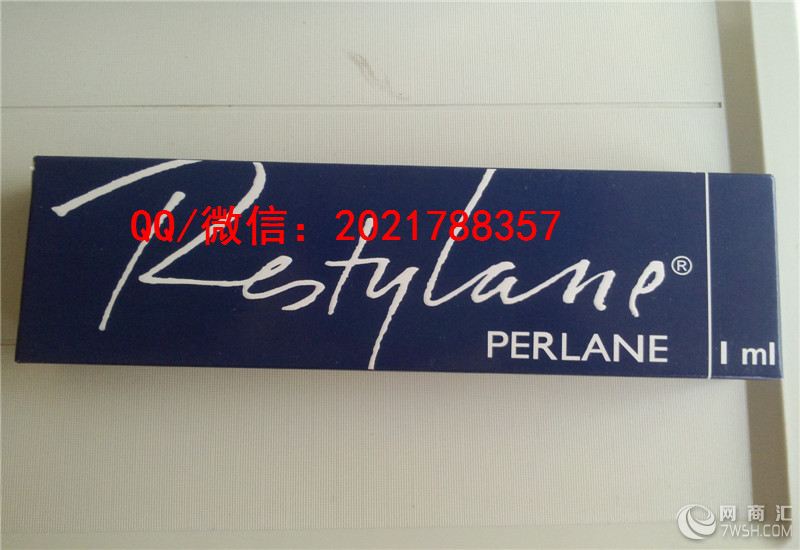 Restylane®
QQ/微信：2021788357
PERLANE
1 ml
网商汇
7WSH.COM